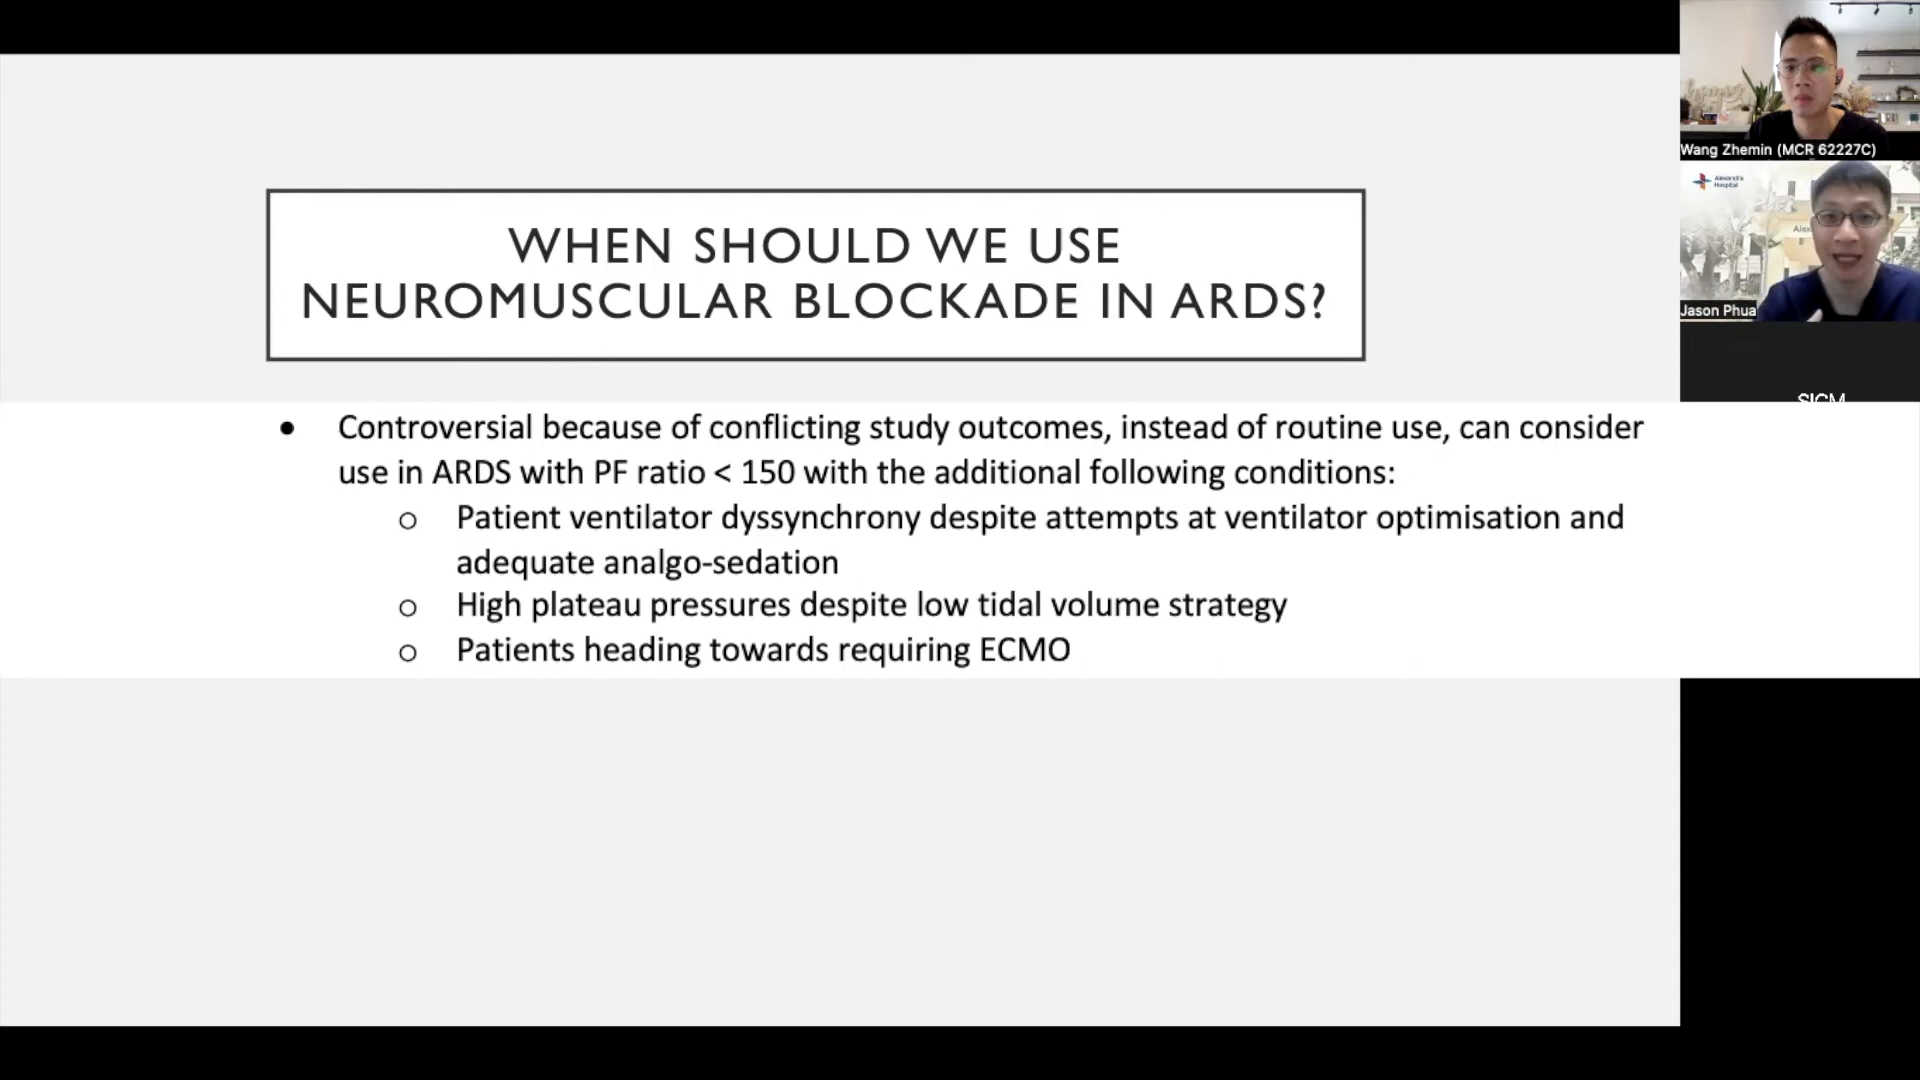 WHEN SHOULD WE USE
NEUROMUSCULAR BLOCKADE IN ARDS?
• Controversial because of conflicting study outcomes, instead of routine use, can consider
use in ARDS with PF ratio < 150 with the additional following conditions:
o Patient ventilator dyssynchrony despite attempts at ventilator optimisation and
adequate analgo-sedation
o High plateau pressures despite low tidal volume strategy
o Patients heading towards requiring ECMO
Wang Zhemin (MCR 62227C)
Alexandra
Hospital
Jason Phua
SICM